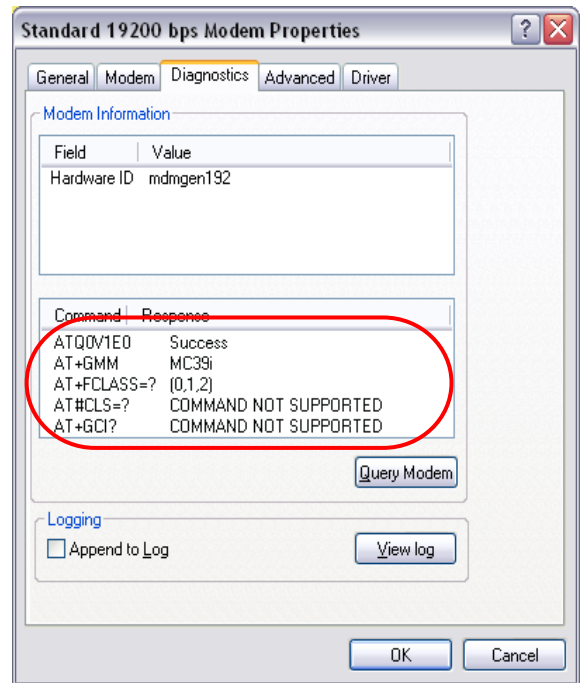 Standard 19200 bps Modem Properties
General Modem Diagnostics Advanced Driver
Modem Information
Field Value
Hardware ID mdmgen192
Command Response
ATQ0V1E0 Success
AT+GMM MC39i
AT+FCLASS=? (0,1,2)
AT#CLS=? COMMAND NOT SUPPORTED
AT+GCI? COMMAND NOT SUPPORTED
Query Modem
Logging
Append to Log
View log
OK Cancel